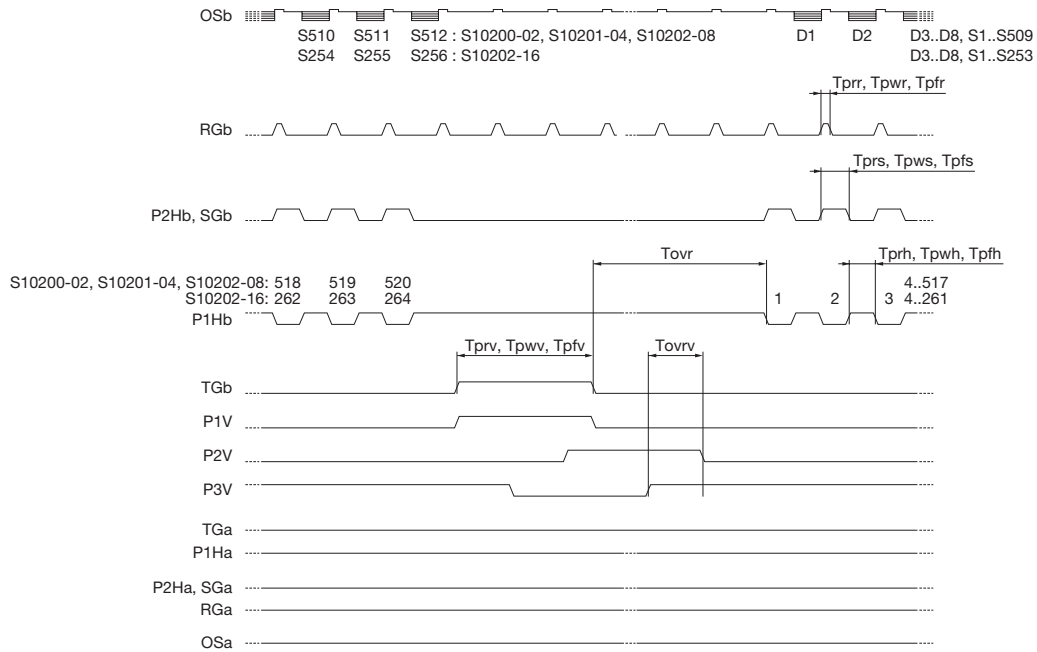 OSb
S510 S511 S512 : S10200-02, S10201-04, S10202-08 D1 D2 D3..D8, S1..S509
S254 S255 S256 : S10202-16 D3..D8, S1..S253
Tprr, Tpwr, Tpfr
RGb
Tprs, Tpws, Tpfs
P2Hb, SGb
Tovr Tprh, Tpwh, Tpfh
S10200-02, S10201-04, S10202-08: 518 519 520 4..517
S10202-16: 262 263 264 1 2 3 4..261
P1Hb
Tprv, Tpwv, Tpfv Tovrv
TGb
P1V
P2V
P3V
TGa
P1Ha
P2Ha, SGa
RGa
OSa